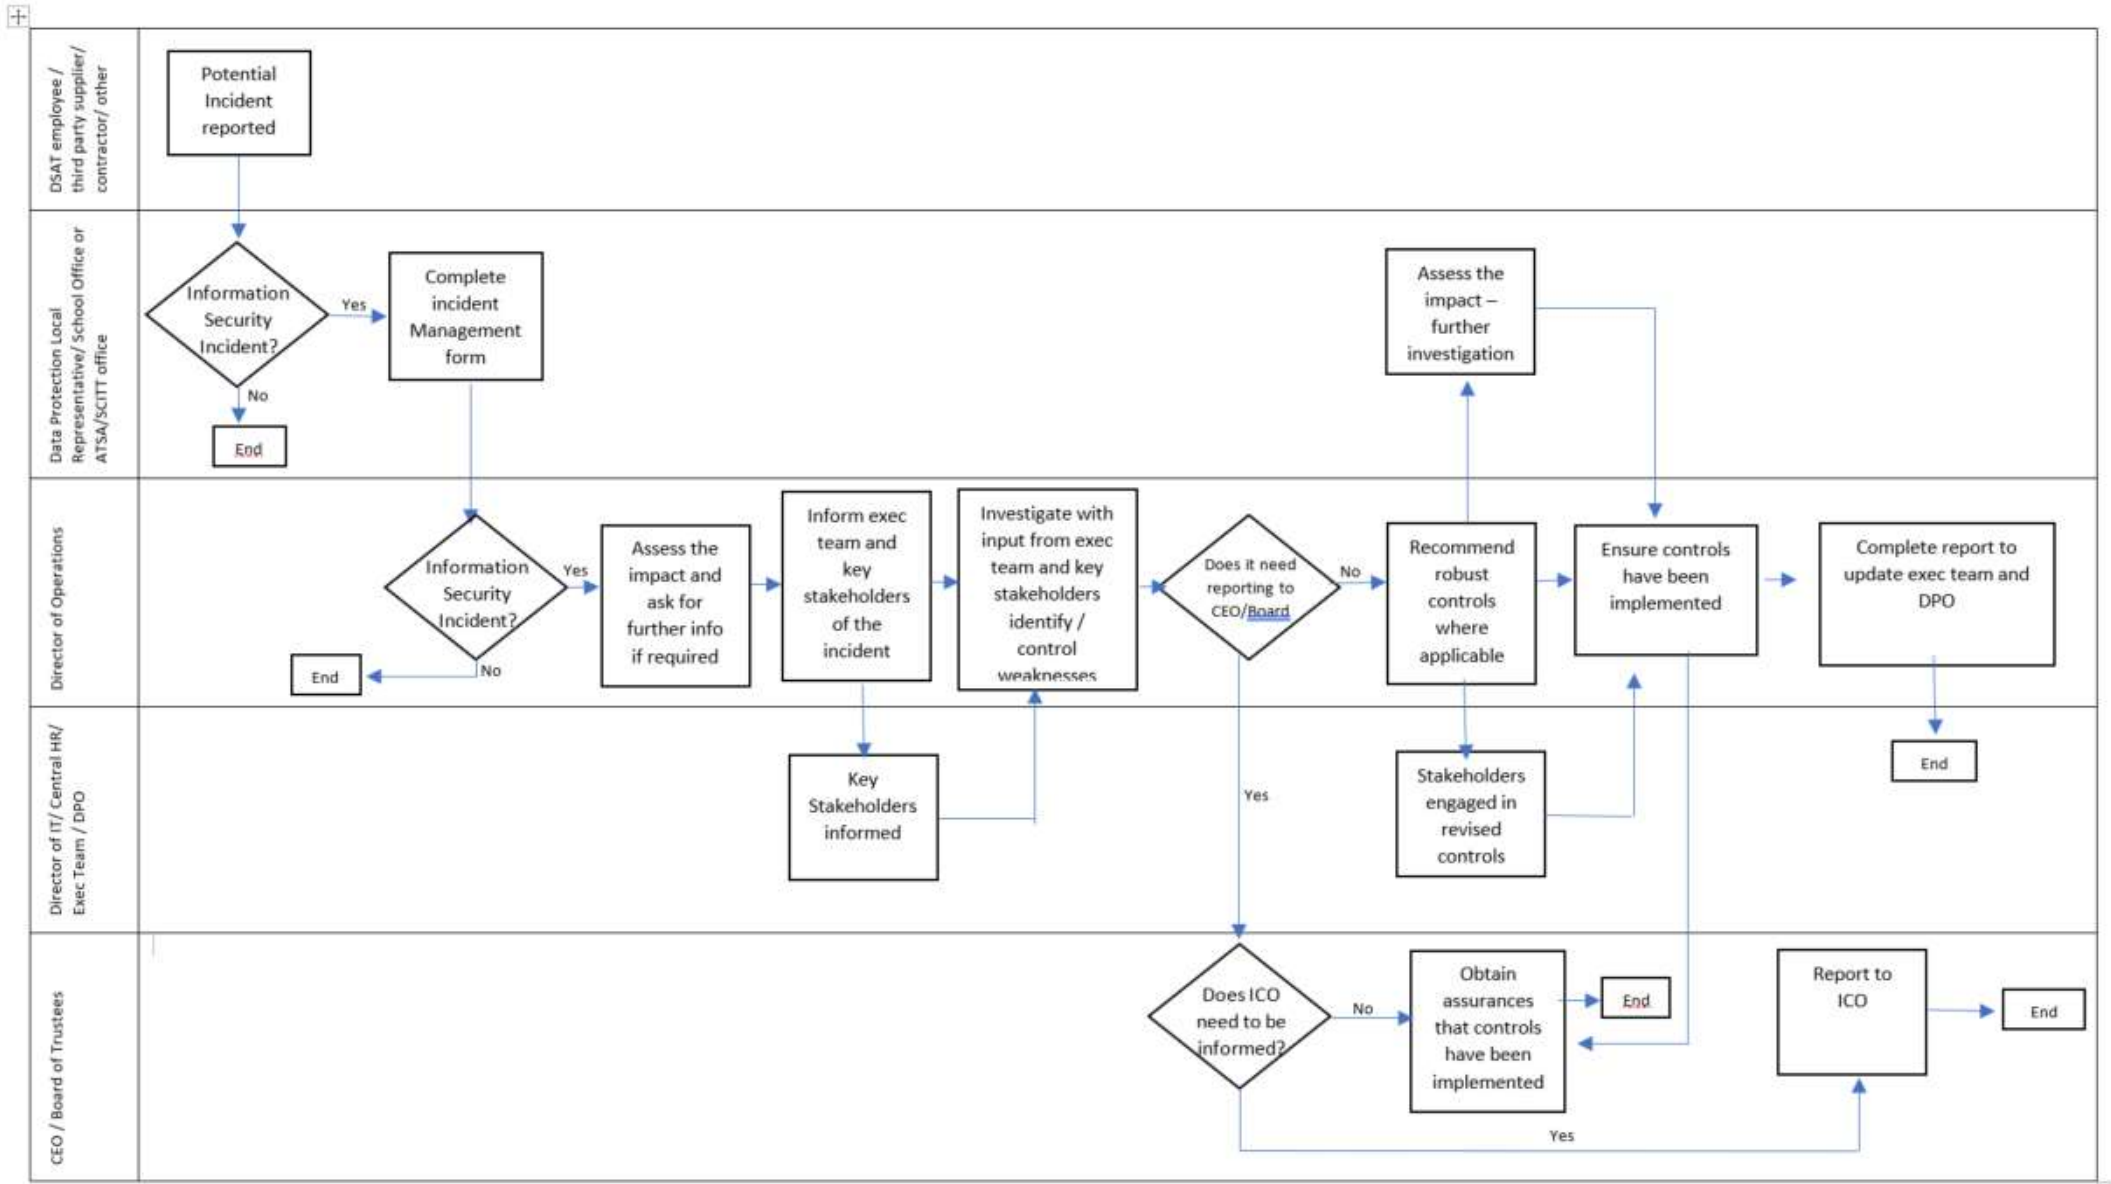 DSAT employee /
third party supplier/
contractor/ other
Potential
Incident
reported
Data Protection Local
Representative/ School Office or
ATSA/SCITT office
Information
Security
Incident?
Yes
No
End
Complete
incident
Management
form
Assess the
impact –
further
investigation
Director of Operations
Information
Security
Incident?
Yes
No
End
Assess the
impact and
ask for
further info
if required
Inform exec
team and
key
stakeholders
of the
incident
Investigate with
input from exec
team and key
stakeholders
identify /
control
weaknesses
Does it need
reporting to
CEO/Board
No
Yes
Recommend
robust
controls
where
applicable
Ensure controls
have been
implemented
Complete report to
update exec team and
DPO
Director of IT/ Central HR/
Exec Team / DPO
Key
Stakeholders
informed
Stakeholders
engaged in
revised
controls
End
CEO / Board of Trustees
Does ICO
need to be
informed?
No
Yes
Obtain
assurances
that controls
have been
implemented
End
Report to
ICO
End